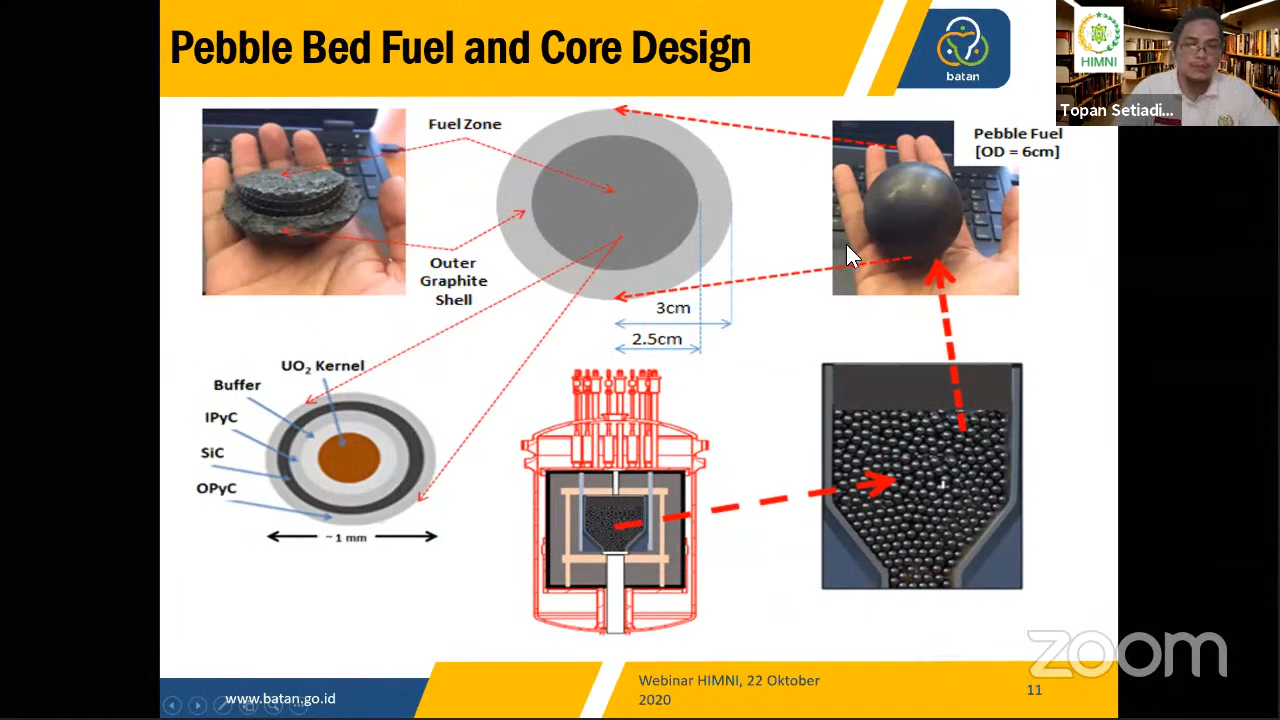 Pebble Bed Fuel and Core Design
batan
HIMNI
Topan Setiadi...
Fuel Zone
Pebble Fuel
[OD = 6cm]
Outer
Graphite
Shell
3cm
2.5cm
UO₂ Kernel
Buffer
IPyC
SiC
OPyC
~1 mm
zoom
www.batan.go.id
Webinar HIMNI, 22 Oktober
2020
11